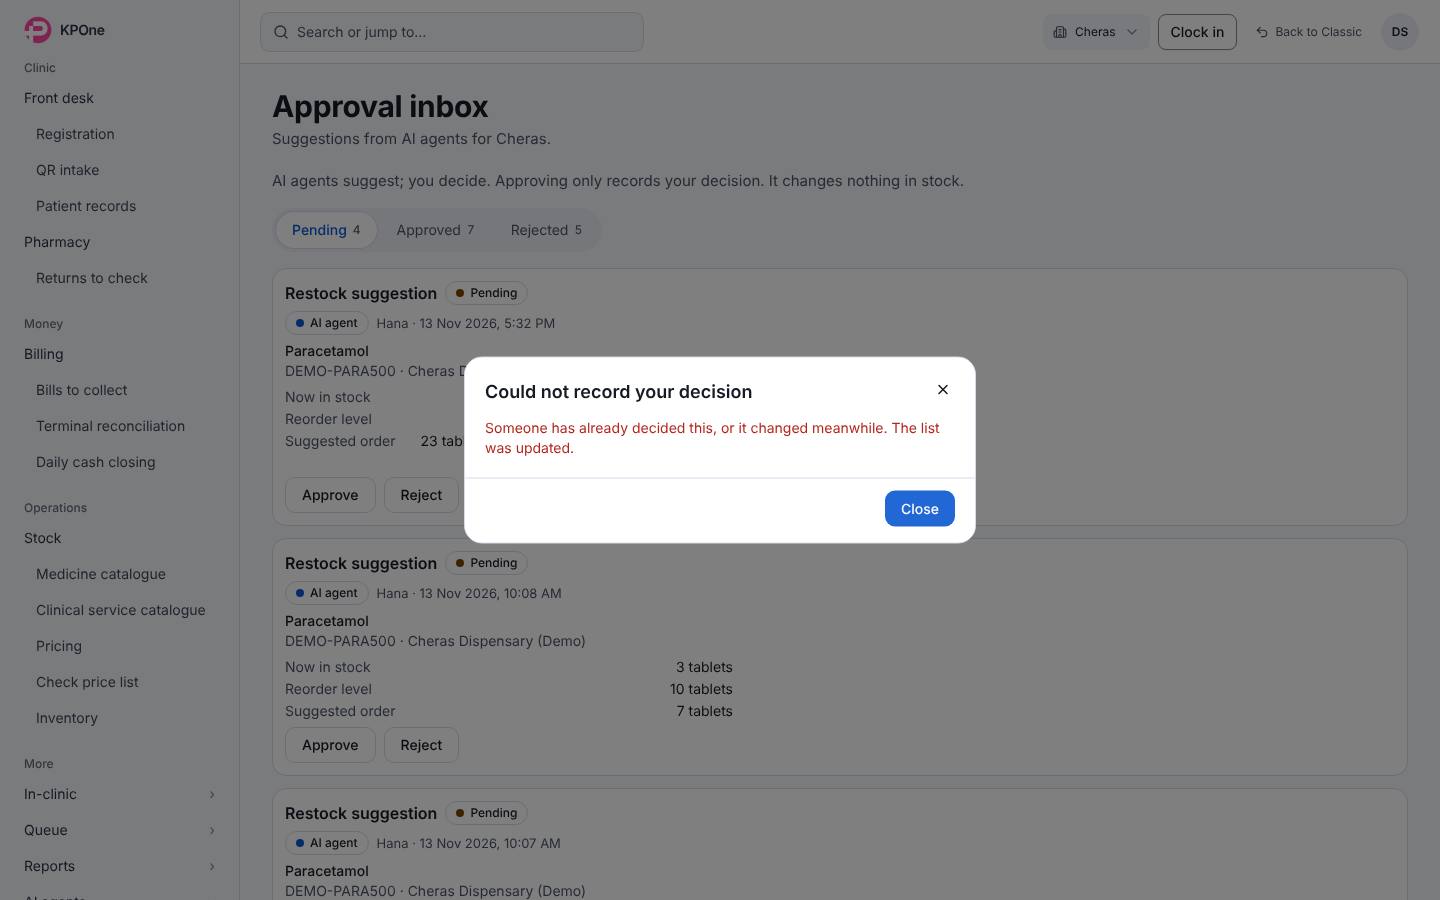 KPOne
Search or jump to...
Cheras
Clock in
Back to Classic
DS
Clinic
Front desk
Registration
QR intake
Patient records
Pharmacy
Returns to check
Money
Billing
Bills to collect
Terminal reconciliation
Daily cash closing
Operations
Stock
Medicine catalogue
Clinical service catalogue
Pricing
Check price list
Inventory
More
In-clinic
Queue
Reports
Approval inbox
Suggestions from AI agents for Cheras.
AI agents suggest; you decide. Approving only records your decision. It changes nothing in stock.
Pending 4
Approved 7
Rejected 5
Restock suggestion Pending
AI agent Hana · 13 Nov 2026, 5:32 PM
Paracetamol
DEMO-PARA500 · Cheras
Now in stock
Reorder level
Suggested order 23
Approve Reject
Could not record your decision
Someone has already decided this, or it changed meanwhile. The list
was updated.
Close
Restock suggestion Pending
AI agent Hana · 13 Nov 2026, 10:08 AM
Paracetamol
DEMO-PARA500 · Cheras Dispensary (Demo)
Now in stock 3 tablets
Reorder level 10 tablets
Suggested order 7 tablets
Approve Reject
Restock suggestion Pending
AI agent Hana · 13 Nov 2026, 10:07 AM
Paracetamol
DEMO-PARA500 · Cheras Dispensary (Demo)